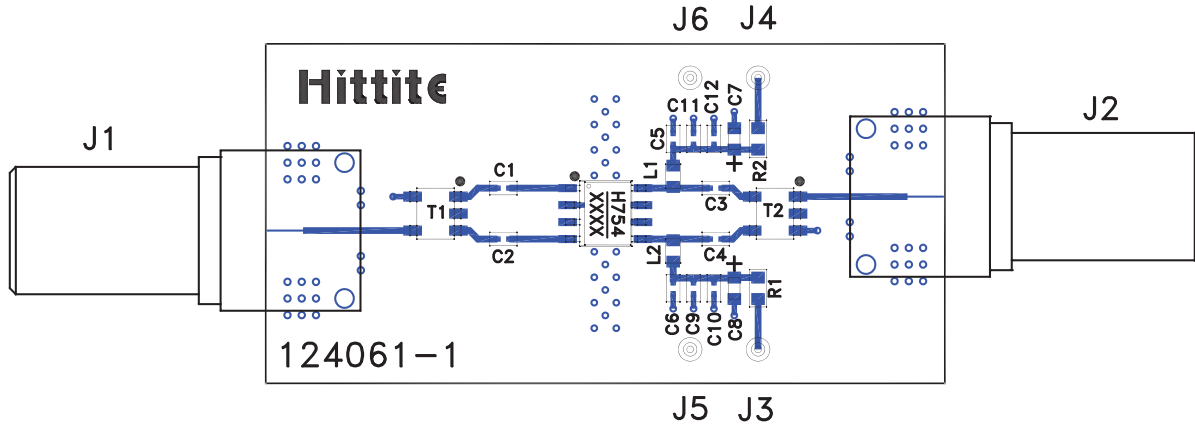 J6 J4
Hittite
J1
J2
C11 C12 C7
C5
L1
+
R2
C1
T1
H754
XXXX
XXXX
C3
T2
C2
L2
C4
+
R1
C6 C9 C10 C8
124061-1
J5 J3